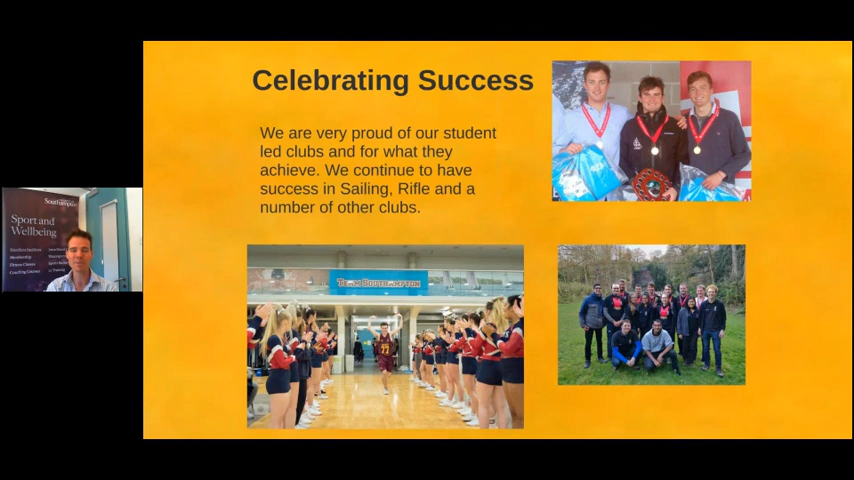 Celebrating Success
We are very proud of our student
led clubs and for what they
achieve. We continue to have
success in Sailing, Rifle and a
number of other clubs.
Southampton
Sport and
Wellbeing
TEAM SOUTHAMPTON
77